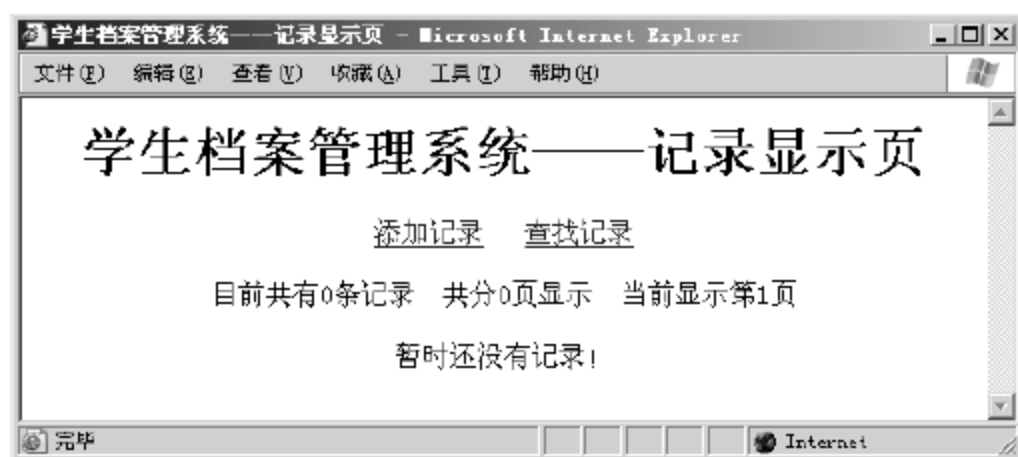 学生档案管理系统——记录显示页 - Microsoft Internet Explorer
文件(F) 编辑(E) 查看(V) 收藏(A) 工具(T) 帮助(H)
学生档案管理系统——记录显示页
添加记录 查找记录
目前共有0条记录 共分0页显示 当前显示第1页
暂时还没有记录!
完毕 Internet